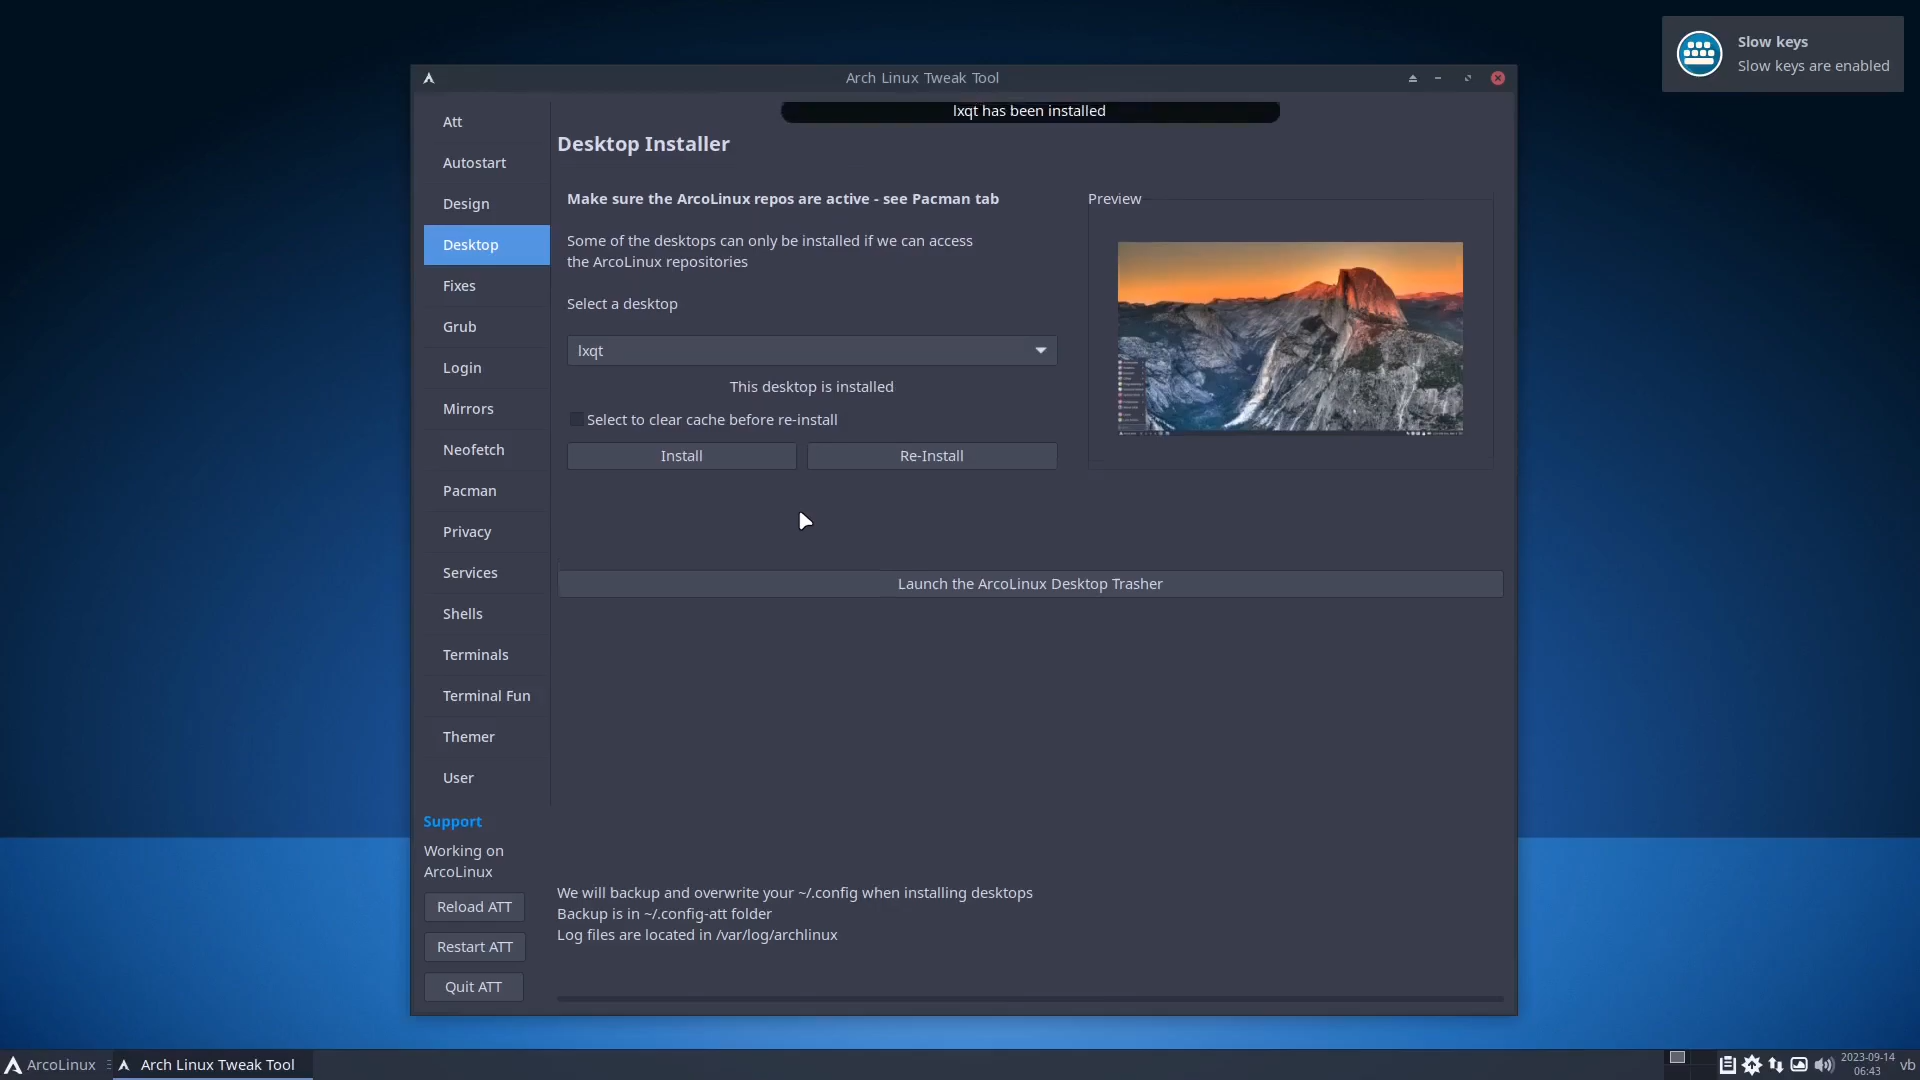 Slow keys
Slow keys are enabled
Arch Linux Tweak Tool
lxqt has been installed
Att
Autostart
Design
Desktop
Fixes
Grub
Login
Mirrors
Neofetch
Pacman
Privacy
Services
Shells
Terminals
Terminal Fun
Themer
User
Support
Working on
ArcoLinux
Reload ATT
Restart ATT
Quit ATT
Desktop Installer
Make sure the ArcoLinux repos are active - see Pacman tab
Some of the desktops can only be installed if we can access
the ArcoLinux repositories
Select a desktop
lxqt
This desktop is installed
Select to clear cache before re-install
Install
Re-Install
Preview
Launch the ArcoLinux Desktop Trasher
We will backup and overwrite your ~/.config when installing desktops
Backup is in ~/.config-att folder
Log files are located in /var/log/archlinux
ArcoLinux
Arch Linux Tweak Tool
2023-09-14
06:43
vb